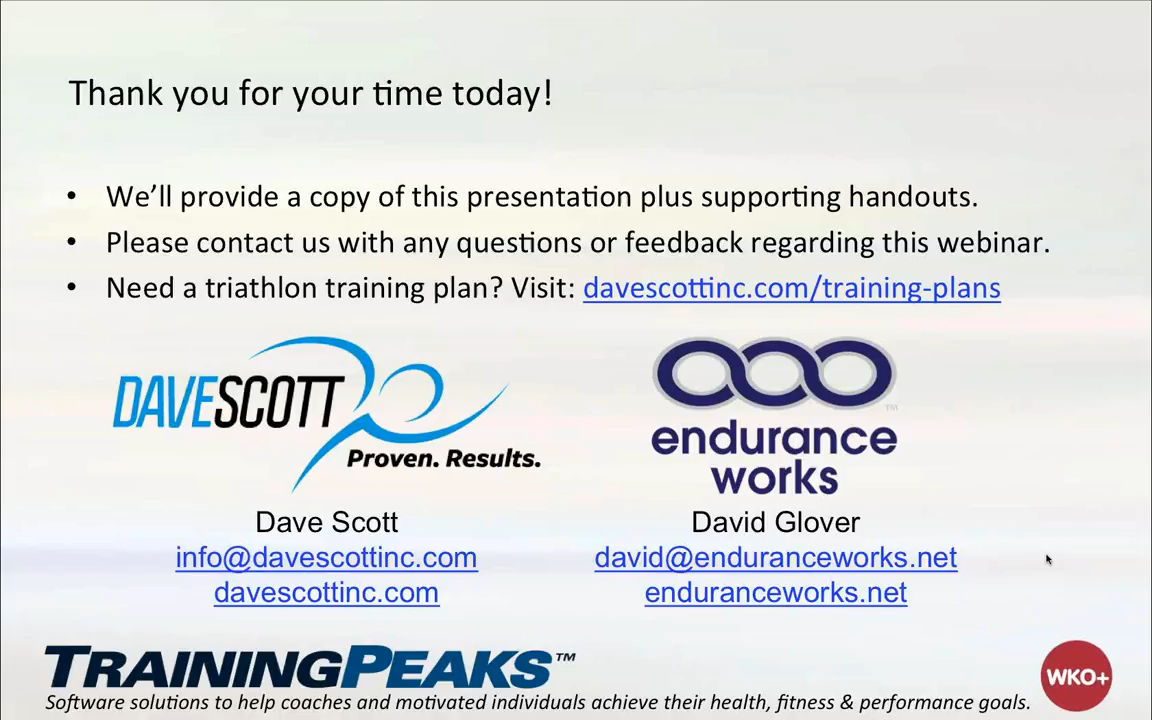 Thank you for your time today!
• We'll provide a copy of this presentation plus supporting handouts.
• Please contact us with any questions or feedback regarding this webinar.
• Need a triathlon training plan? Visit: davescottinc.com/training-plans
DAVESCOTT
Proven. Results.
endurance
works
TM
Dave Scott
info@davescottinc.com
davescottinc.com
David Glover
david@enduranceworks.net
enduranceworks.net
TRAININGPEAKS™
Software solutions to help coaches and motivated individuals achieve their health, fitness & performance goals.
WKO+